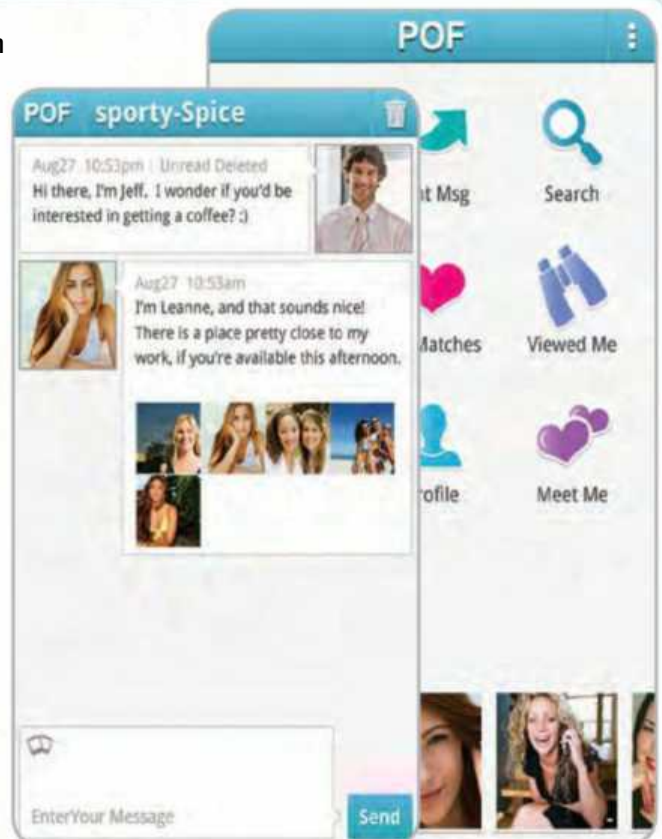 POF
POF sporty-Spice
Aug27 10:53pm | Unread Deleted
Hi there, I'm Jeff. I wonder if you'd be
interested in getting a coffee? :)
Aug27 10:53am
I'm Leanne, and that sounds nice!
There is a place pretty close to my
work, if you're available this afternoon.
EnterYour Message
Send
Msg
Search
Matches
Viewed Me
Meet Me